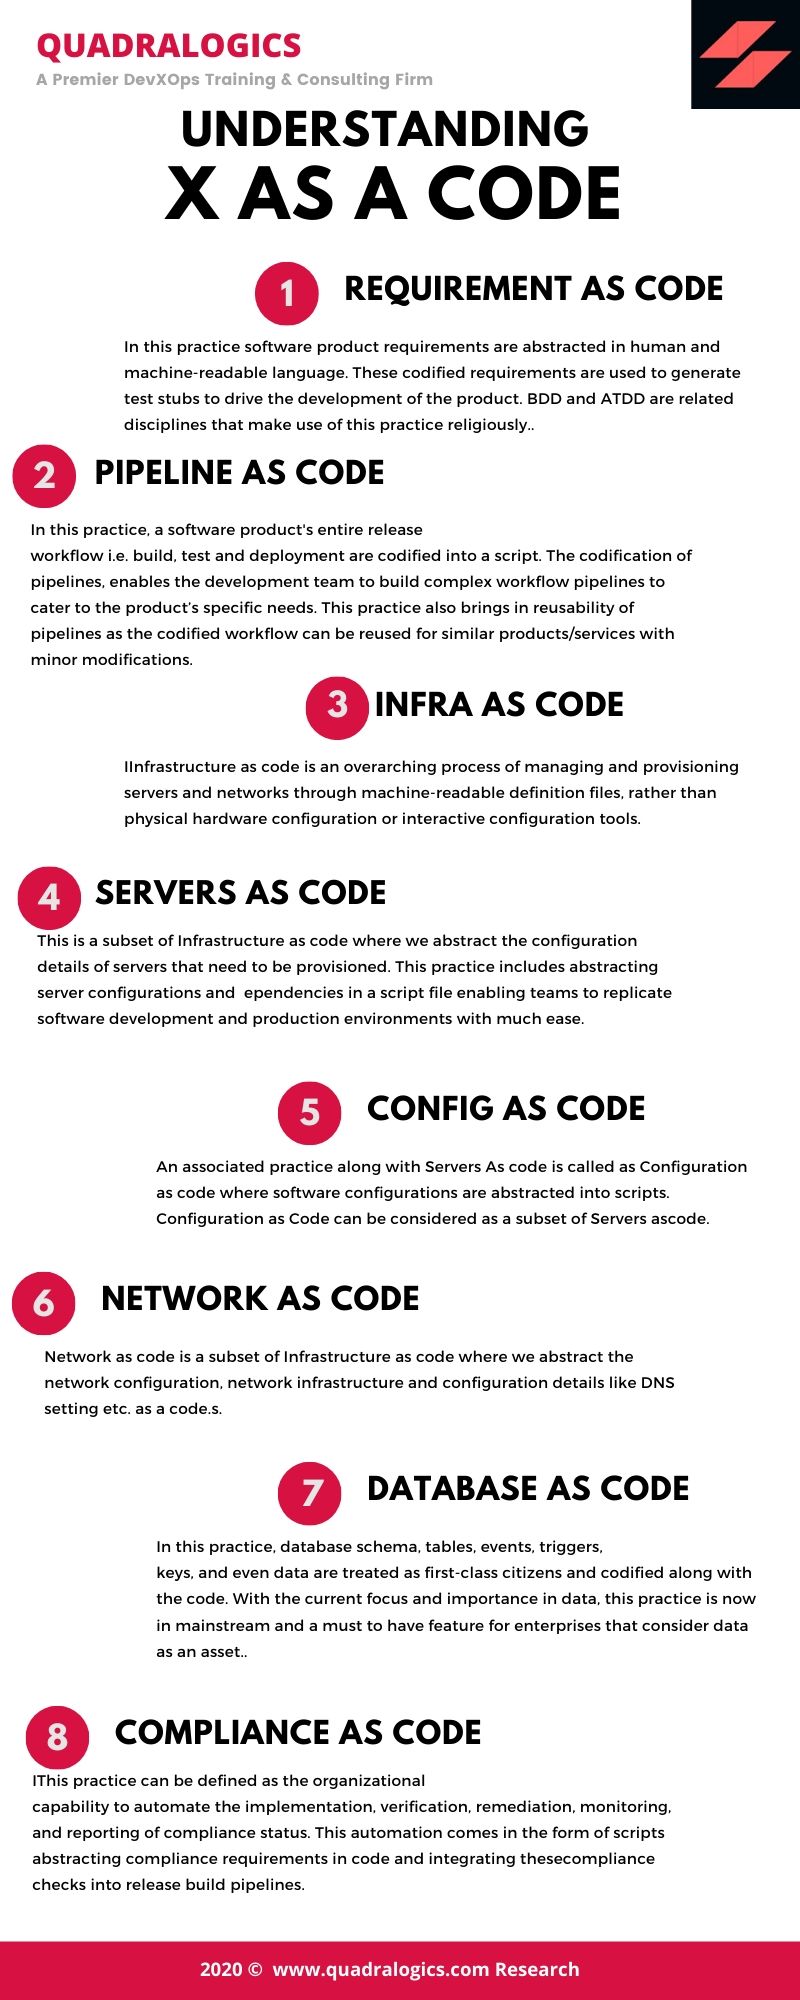 QUADRALOGICS
A Premier DevXOps Training & Consulting Firm
UNDERSTANDING
X AS A CODE
1 REQUIREMENT AS CODE
In this practice software product requirements are abstracted in human and
machine-readable language. These codified requirements are used to generate
test stubs to drive the development of the product. BDD and ATDD are related
disciplines that make use of this practice religiously..
2 PIPELINE AS CODE
In this practice, a software product's entire release
workflow i.e. build, test and deployment are codified into a script. The codification of
pipelines, enables the development team to build complex workflow pipelines to
cater to the product’s specific needs. This practice also brings in reusability of
pipelines as the codified workflow can be reused for similar products/services with
minor modifications.
3 INFRA AS CODE
IInfrastructure as code is an overarching process of managing and provisioning
servers and networks through machine-readable definition files, rather than
physical hardware configuration or interactive configuration tools.
4 SERVERS AS CODE
This is a subset of Infrastructure as code where we abstract the configuration
details of servers that need to be provisioned. This practice includes abstracting
server configurations and  ependencies in a script file enabling teams to replicate
software development and production environments with much ease.
5 CONFIG AS CODE
An associated practice along with Servers As code is called as Configuration
as code where software configurations are abstracted into scripts.
Configuration as Code can be considered as a subset of Servers ascode.
6 NETWORK AS CODE
Network as code is a subset of Infrastructure as code where we abstract the
network configuration, network infrastructure and configuration details like DNS
setting etc. as a code.s.
7 DATABASE AS CODE
In this practice, database schema, tables, events, triggers,
keys, and even data are treated as first-class citizens and codified along with
the code. With the current focus and importance in data, this practice is now
in mainstream and a must to have feature for enterprises that consider data
as an asset..
8 COMPLIANCE AS CODE
IThis practice can be defined as the organizational
capability to automate the implementation, verification, remediation, monitoring,
and reporting of compliance status. This automation comes in the form of scripts
abstracting compliance requirements in code and integrating thesecompliance
checks into release build pipelines.
2020 ©  www.quadralogics.com Research